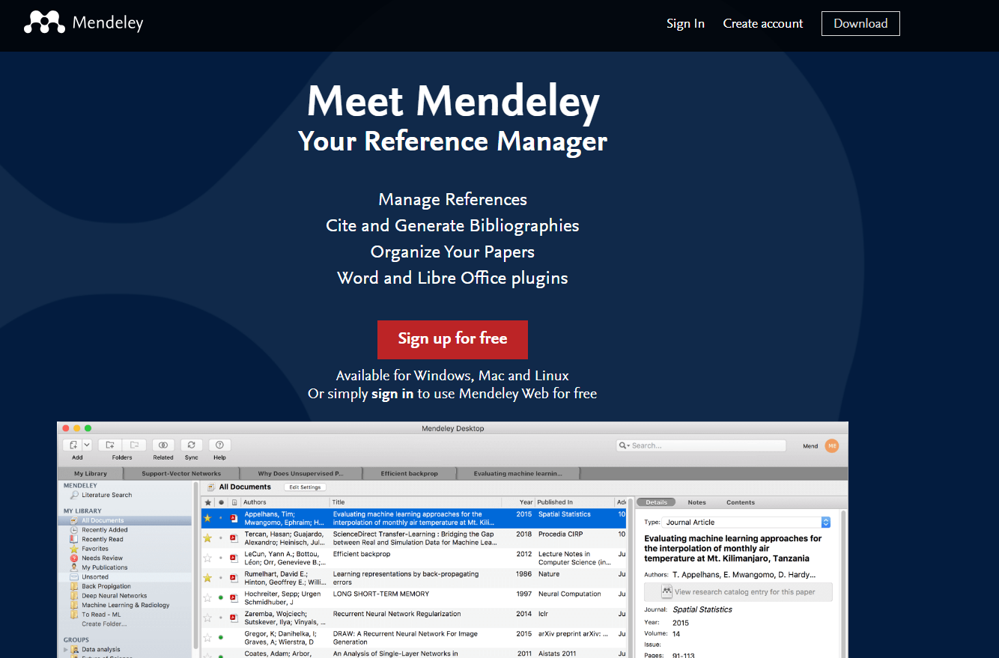 Mendeley
Sign In
Create account
Download
Meet Mendeley
Your Reference Manager
Manage References
Cite and Generate Bibliographies
Organize Your Papers
Word and Libre Office plugins
Sign up for free
Available for Windows, Mac and Linux
Or simply sign in to use Mendeley Web for free
Mendeley Desktop
Add
Folders
Related
Sync
Help
Search...
Mend
ME
My Library
Support-Vector Networks
Why Does Unsupervised P...
Efficient backprop
Evaluating machine learnin...
MENDELEY
Literature Search
MY LIBRARY
All Documents
Recently Added
Recently Read
Favorites
Needs Review
My Publications
Unsorted
Back Propigation
Deep Neural Networks
Machine Learning & Radiology
To Read - ML
Create Folder...
GROUPS
Data analysis
All Documents
Edit Settings
Authors Title Year Published In
Appelhans, Tim; Evaluating machine learning approaches for the 2015 Spatial Statistics 10
Mwangomo, Ephraim; H... interpolation of monthly air temperature at Mt. Kili...
Tercan, Hasan; Guajardo, ScienceDirect Transfer-Learning : Bridging the Gap 2018 Procedia CIRP 10
Alexandro; Heinisch, Jul... between Real and Simulation Data for Machine Lea...
LeCun, Yann A.; Bottou, Efficient backprop 2012 Lecture Notes in Ju
Léon; Orr, Genevieve B.;... Computer Science (in...
Rumelhart, David E.; Learning representations by back-propagating 1986 Nature Ju
Hinton, Geoffrey E.; Willi... errors
Hochreiter, Sepp; Urgen LONG SHORT-TERM MEMORY 1997 Neural Computation Ju
Schmidhuber, J
Zaremba, Wojciech; Recurrent Neural Network Regularization 2014 Iclr Ju
Sutskever, Ilya; Vinyals, ...
Gregor, K; Danihelka, I; DRAW: A Recurrent Neural Network For Image 2015 arXiv preprint arXiv: ... Ju
Graves, A; Wierstra, D Generation
Coates, Adam; Arbor, An Analysis of Single-Layer Networks in 2011 Aistats 2011 Ju
Details
Notes
Contents
Type: Journal Article
Evaluating machine learning approaches for
the interpolation of monthly air
temperature at Mt. Kilimanjaro, Tanzania
Authors: T. Appelhans, E. Mwangomo, D. Hardy...
View research catalog entry for this paper
Journal: Spatial Statistics
Year: 2015
Volume: 14
Issue:
Pages: 91-113